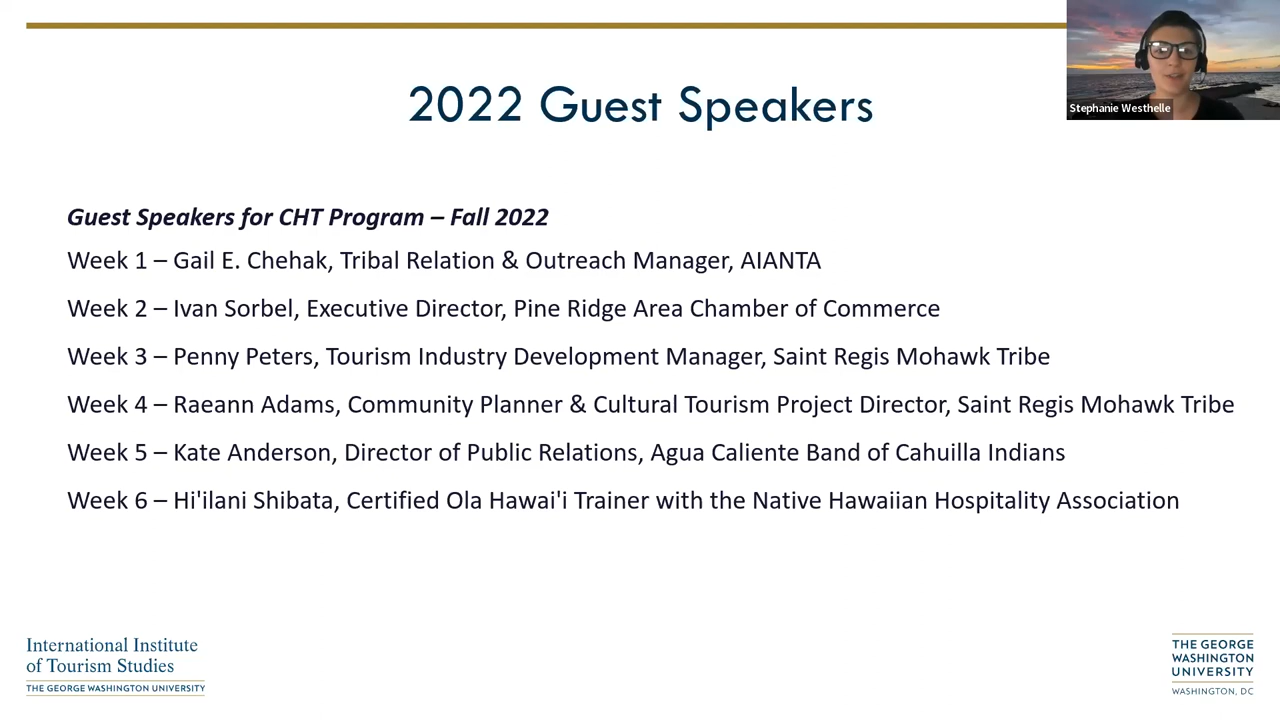 2022 Guest Speakers
Stephanie Westhelle
Guest Speakers for CHT Program – Fall 2022
Week 1 – Gail E. Chehak, Tribal Relation & Outreach Manager, AIANTA
Week 2 – Ivan Sorbel, Executive Director, Pine Ridge Area Chamber of Commerce
Week 3 – Penny Peters, Tourism Industry Development Manager, Saint Regis Mohawk Tribe
Week 4 – Raeann Adams, Community Planner & Cultural Tourism Project Director, Saint Regis Mohawk Tribe
Week 5 – Kate Anderson, Director of Public Relations, Agua Caliente Band of Cahuilla Indians
Week 6 – Hi'ilani Shibata, Certified Ola Hawai'i Trainer with the Native Hawaiian Hospitality Association
International Institute
of Tourism Studies
THE GEORGE WASHINGTON UNIVERSITY
THE GEORGE
WASHINGTON
UNIVERSITY
WASHINGTON, DC